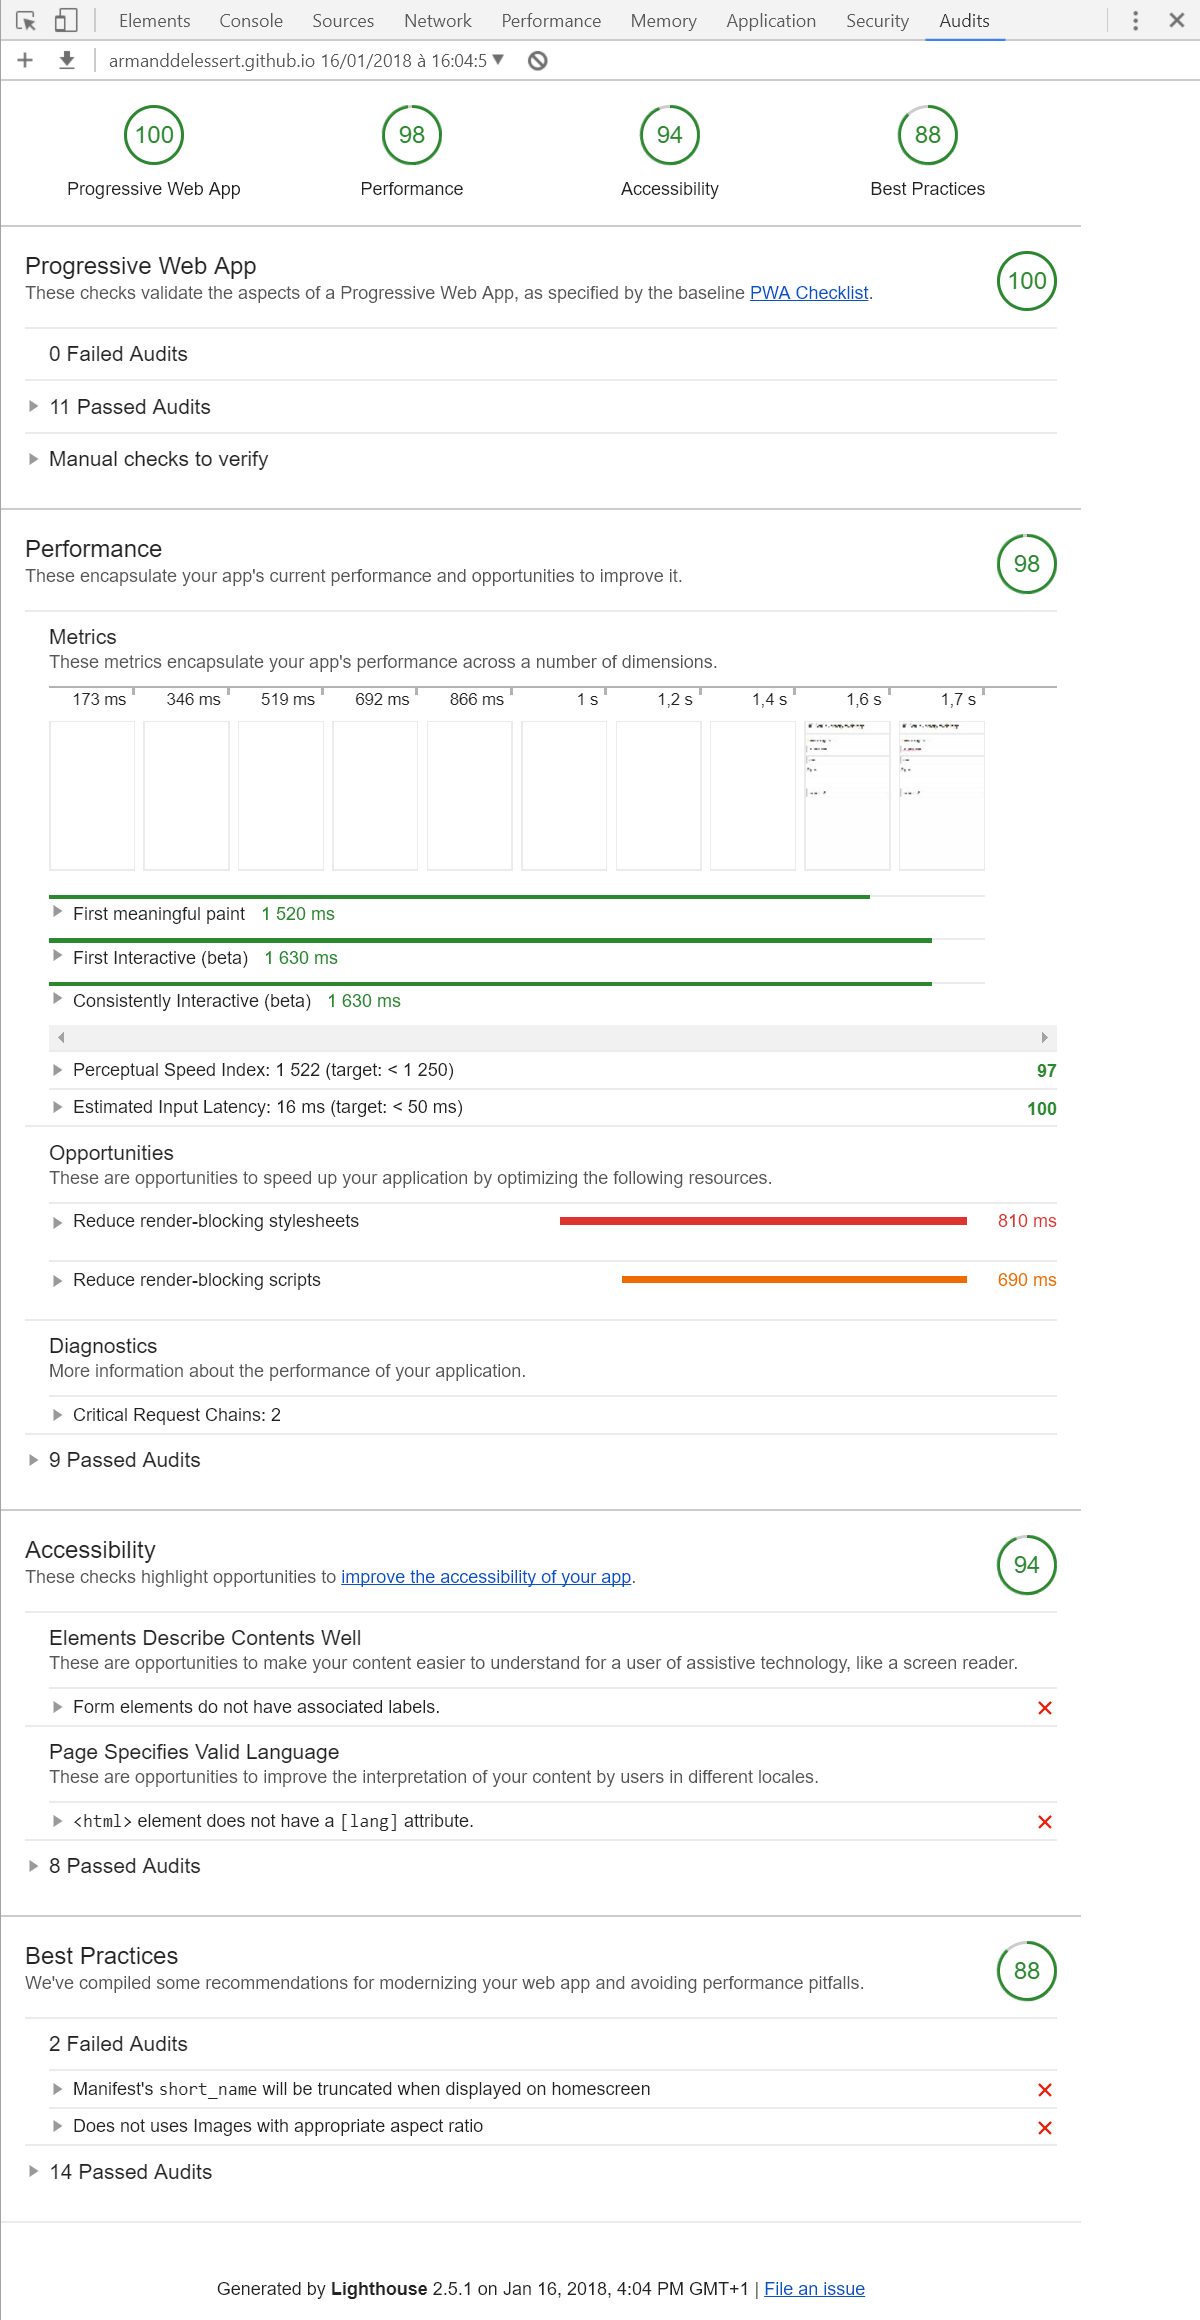 Elements Console Sources Network Performance Memory Application Security Audits
armanddelessert.github.io 16/01/2018 à 16:04:5
100 98 94 88
Progressive Web App Performance Accessibility Best Practices
Progressive Web App
These checks validate the aspects of a Progressive Web App, as specified by the baseline PWA Checklist.
100
0 Failed Audits
11 Passed Audits
Manual checks to verify
Performance
These encapsulate your app's current performance and opportunities to improve it.
98
Metrics
These metrics encapsulate your app's performance across a number of dimensions.
173 ms 346 ms 519 ms 692 ms 866 ms 1 s 1,2 s 1,4 s 1,6 s 1,7 s
First meaningful paint 1 520 ms
First Interactive (beta) 1 630 ms
Consistently Interactive (beta) 1 630 ms
Perceptual Speed Index: 1 522 (target: < 1 250) 97
Estimated Input Latency: 16 ms (target: < 50 ms) 100
Opportunities
These are opportunities to speed up your application by optimizing the following resources.
Reduce render-blocking stylesheets 810 ms
Reduce render-blocking scripts 690 ms
Diagnostics
More information about the performance of your application.
Critical Request Chains: 2
9 Passed Audits
Accessibility
These checks highlight opportunities to improve the accessibility of your app.
94
Elements Describe Contents Well
These are opportunities to make your content easier to understand for a user of assistive technology, like a screen reader.
Form elements do not have associated labels.
Page Specifies Valid Language
These are opportunities to improve the interpretation of your content by users in different locales.
<html> element does not have a [lang] attribute.
8 Passed Audits
Best Practices
We've compiled some recommendations for modernizing your web app and avoiding performance pitfalls.
88
2 Failed Audits
Manifest's short_name will be truncated when displayed on homescreen
Does not uses Images with appropriate aspect ratio
14 Passed Audits
Generated by Lighthouse 2.5.1 on Jan 16, 2018, 4:04 PM GMT+1 | File an issue